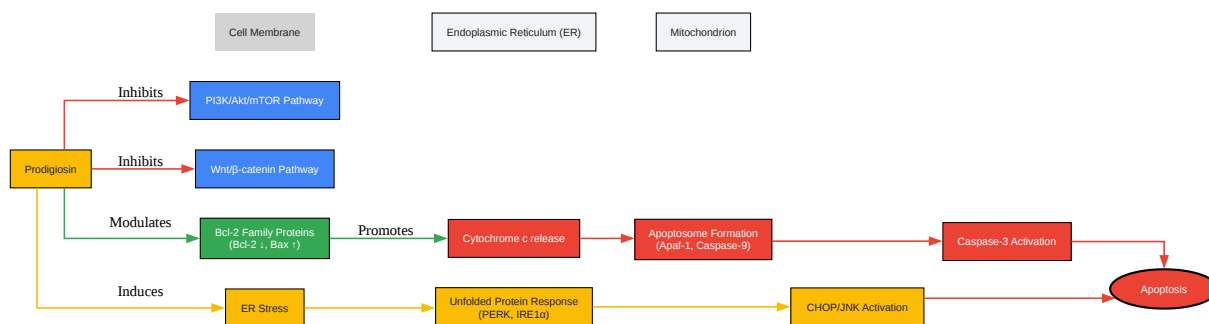 Cell Membrane
Endoplasmic Reticulum (ER)
Mitochondrion
Inhibits
PI3K/Akt/mTOR Pathway
Prodigiosin
Inhibits
Wnt/β-catenin Pathway
Modulates
Bcl-2 Family Proteins
(Bcl-2 ↓, Bax ↑)
Promotes
Cytochrome c release
Apoptosome Formation
(Apaf-1, Caspase-9)
Caspase-3 Activation
Induces
ER Stress
Unfolded Protein Response
(PERK, IRE1α)
CHOP/JNK Activation
Apoptosis